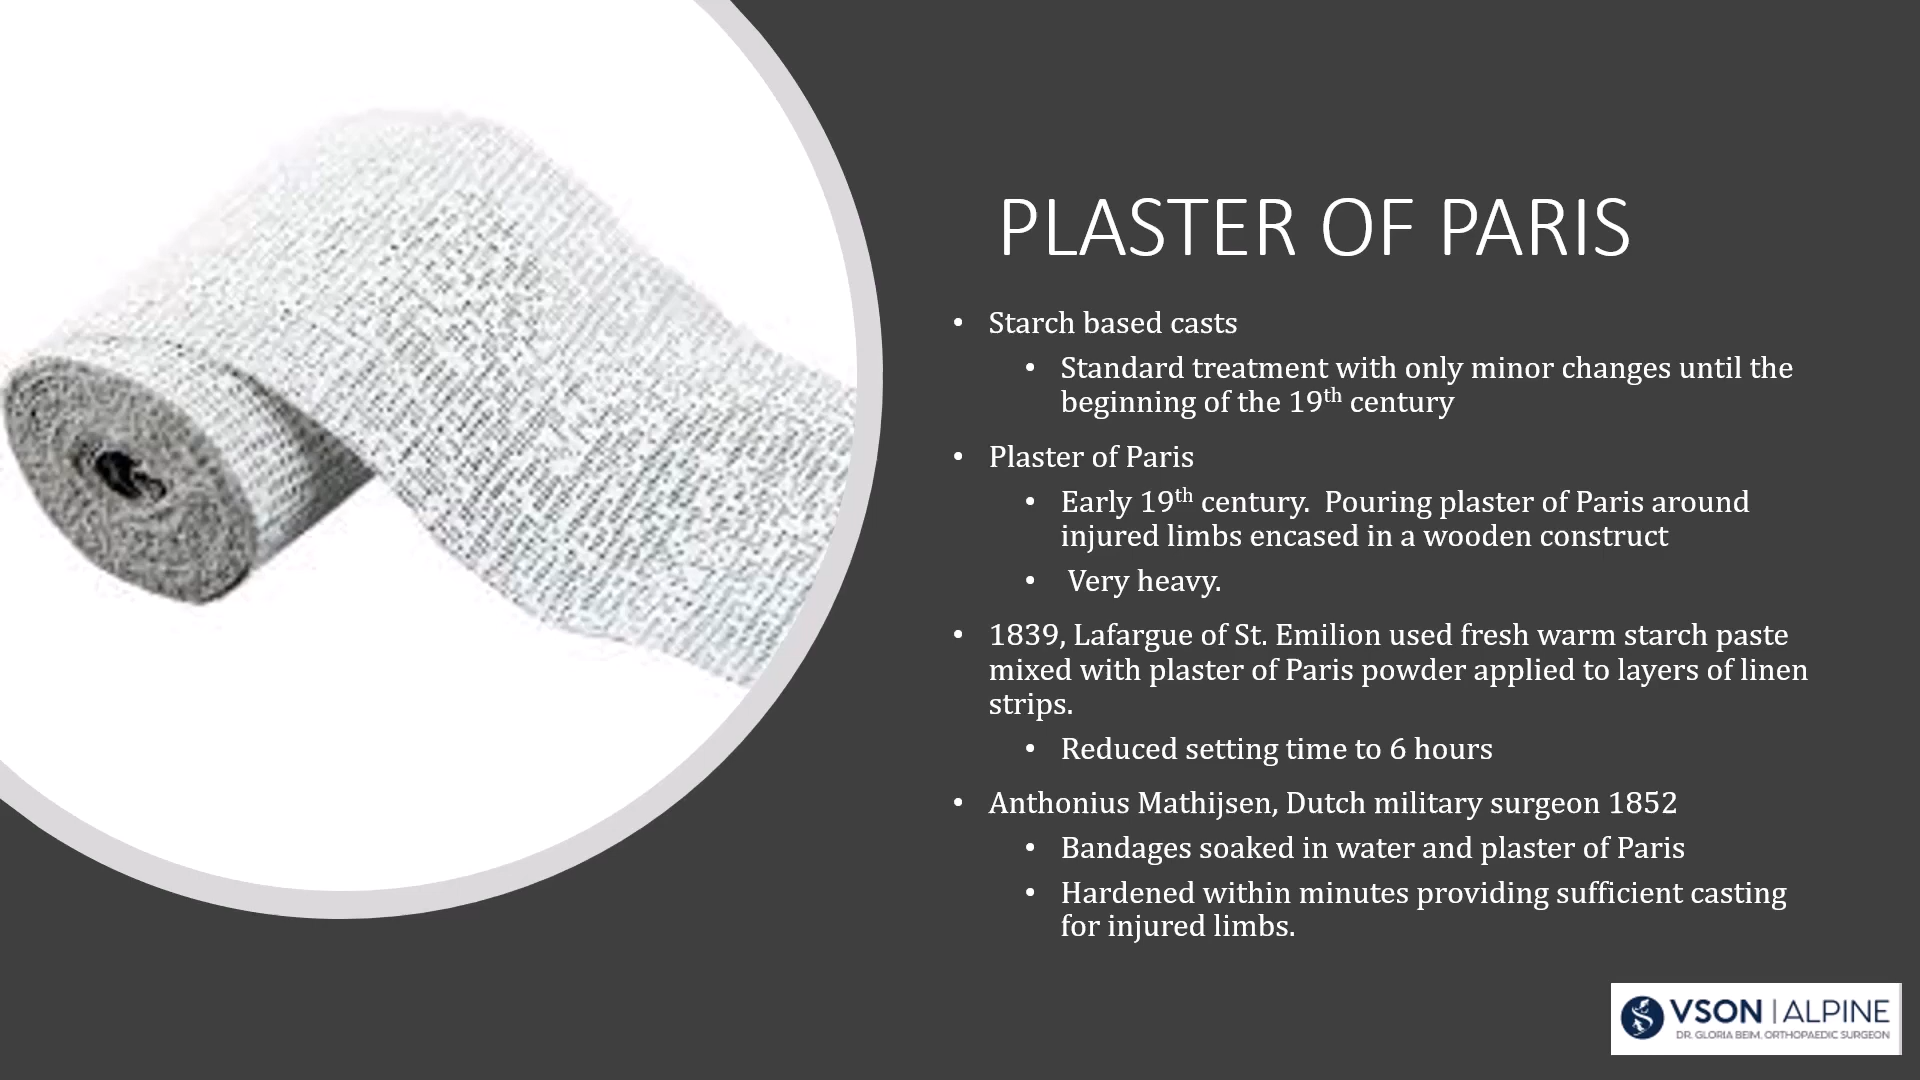 PLASTER OF PARIS
• Starch based casts
• Standard treatment with only minor changes until the
beginning of the 19th century
• Plaster of Paris
• Early 19th century.  Pouring plaster of Paris around
injured limbs encased in a wooden construct
• Very heavy.
• 1839, Lafargue of St. Emilion used fresh warm starch paste
mixed with plaster of Paris powder applied to layers of linen
strips.
• Reduced setting time to 6 hours
• Anthonius Mathijsen, Dutch military surgeon 1852
• Bandages soaked in water and plaster of Paris
• Hardened within minutes providing sufficient casting
for injured limbs.
VSON | ALPINE
DR. GLORIA BEIM, ORTHOPAEDIC SURGEON